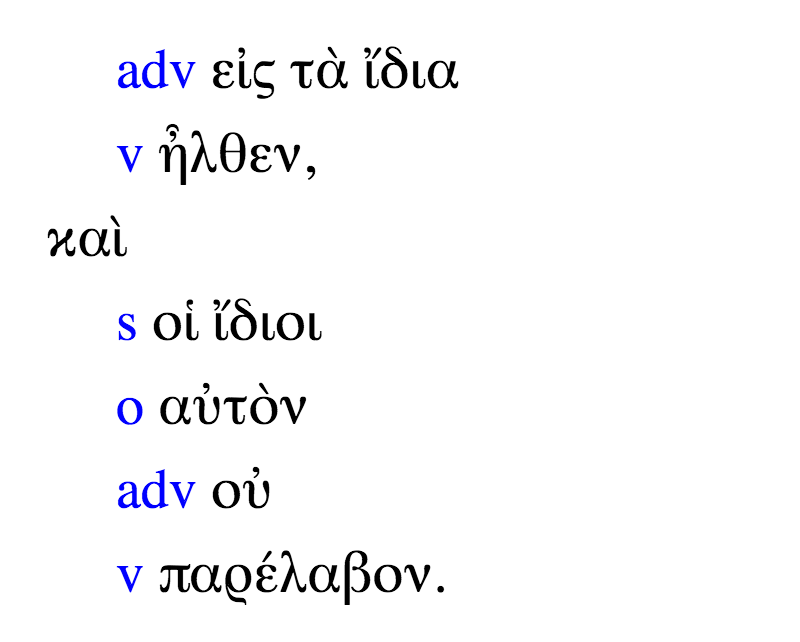 adv εἰς τὰ ἴδια
v ἦλθεν,
ϰαὶ
s οἱ ἴδιοι
o αὐτὸν
adv οὐ
v παρέλαβον.